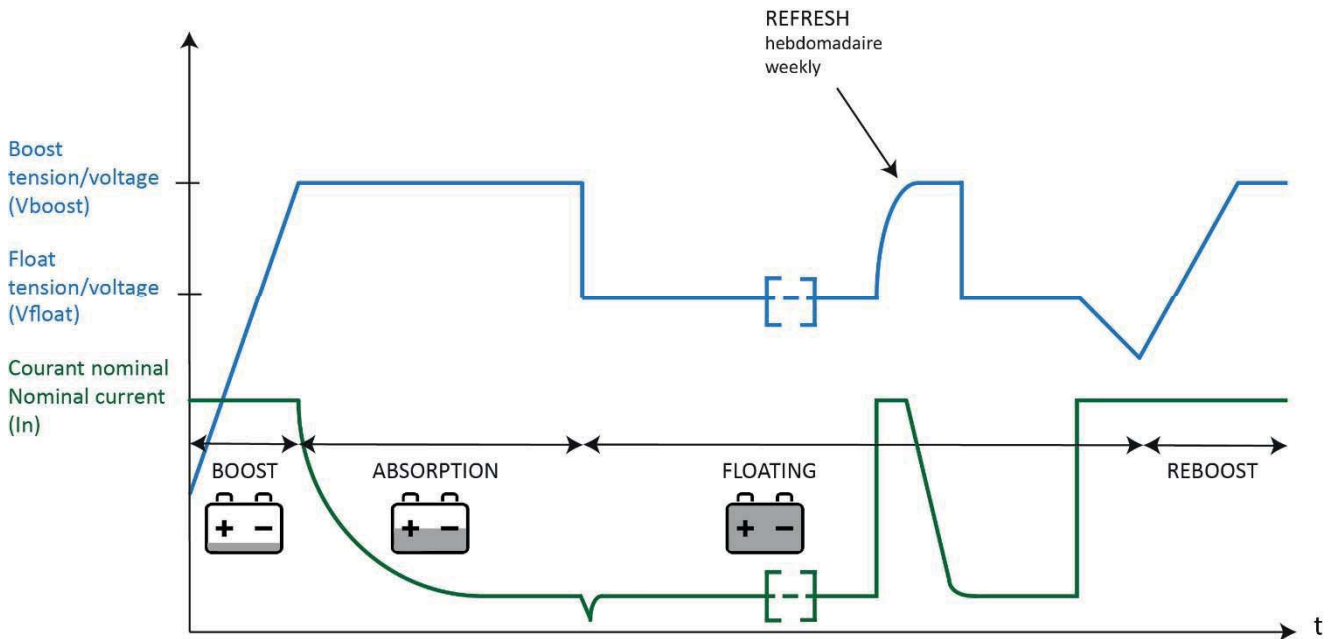 REFRESH
hebdomadaire
weekly
Boost
tension/voltage
(Vboost)
Float
tension/voltage
(Vfloat)
Courant nominal
Nominal current
(In)
BOOST
ABSORPTION
FLOATING
REBOOST
+ −
+ −
+ −
t